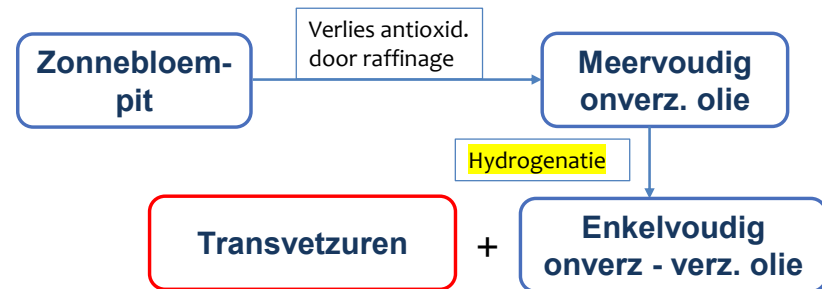 Zonnebloem-
pit
Verlies antioxid.
door raffinage
Meervoudig
onverz. olie
Hydrogenatie
Transvetzuren
+
Enkelvoudig
onverz - verz. olie